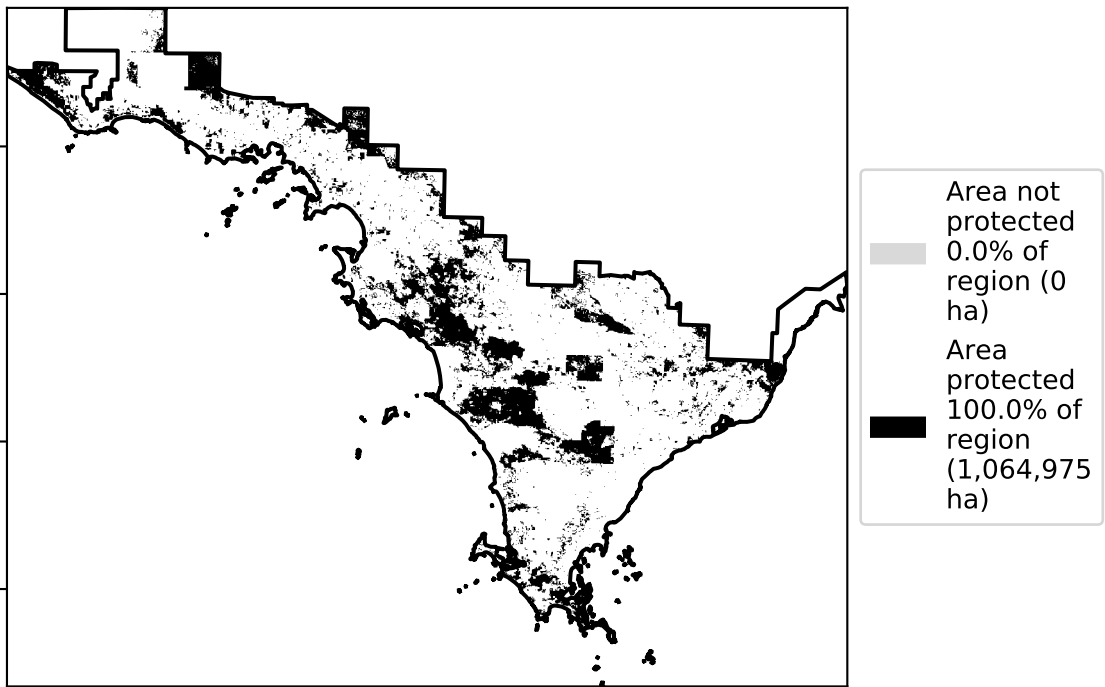 Area not
protected
0.0% of
region (0
ha)
Area
protected
100.0% of
region
(1,064,975
ha)